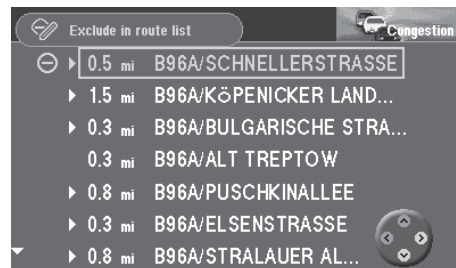 Exclude in route list
Congestion
0.5 mi B96A/SCHNELLERSTRASSE
1.5 mi B96A/KöPENICKER LAND...
0.3 mi B96A/BULGARISCHE STRA...
0.3 mi B96A/ALT TREPTOW
0.8 mi B96A/PUSCHKINALLEE
0.3 mi B96A/ELSENSTRASSE
0.8 mi B96A/STRALAUER AL...